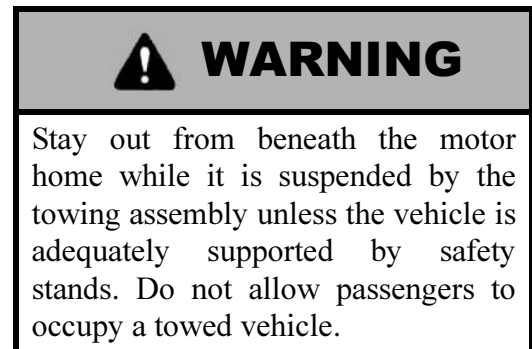 WARNING
Stay out from beneath the motor
home while it is suspended by the
towing assembly unless the vehicle is
adequately supported by safety
stands. Do not allow passengers to
occupy a towed vehicle.